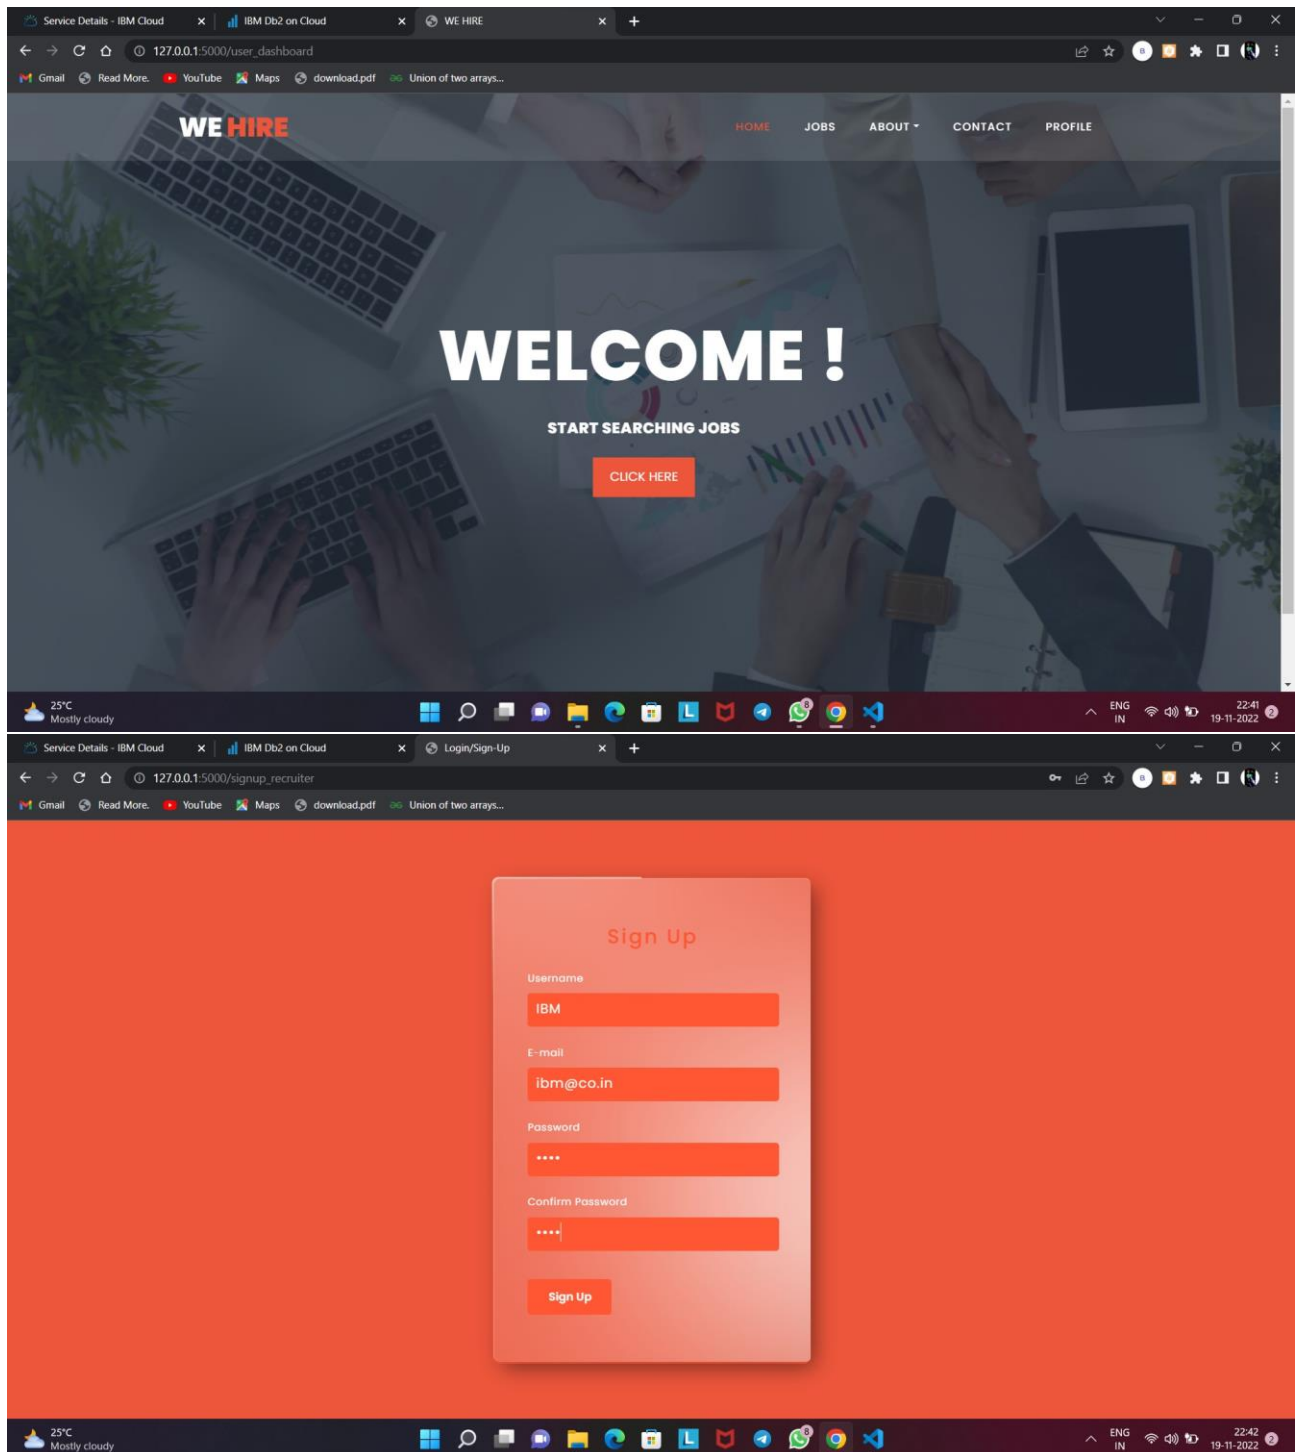 Service Details - IBM Cloud
IBM Db2 on Cloud
WE HIRE
127.0.0.1:5000/user_dashboard
Gmail
Read More.
YouTube
Maps
download.pdf
Union of two arrays...
WE HIRE
HOME
JOBS
ABOUT
CONTACT
PROFILE
WELCOME !
START SEARCHING JOBS
CLICK HERE
25°C
Mostly cloudy
8
ENG
IN
22:41
19-11-2022
2
Service Details - IBM Cloud
IBM Db2 on Cloud
Login/Sign-Up
127.0.0.1:5000/signup_recruiter
Gmail
Read More.
YouTube
Maps
download.pdf
Union of two arrays...
Sign Up
Username
IBM
E-mail
ibm@co.in
Password
••••
Confirm Password
••••
Sign Up
25°C
Mostly cloudy
8
ENG
IN
22:42
19-11-2022
2